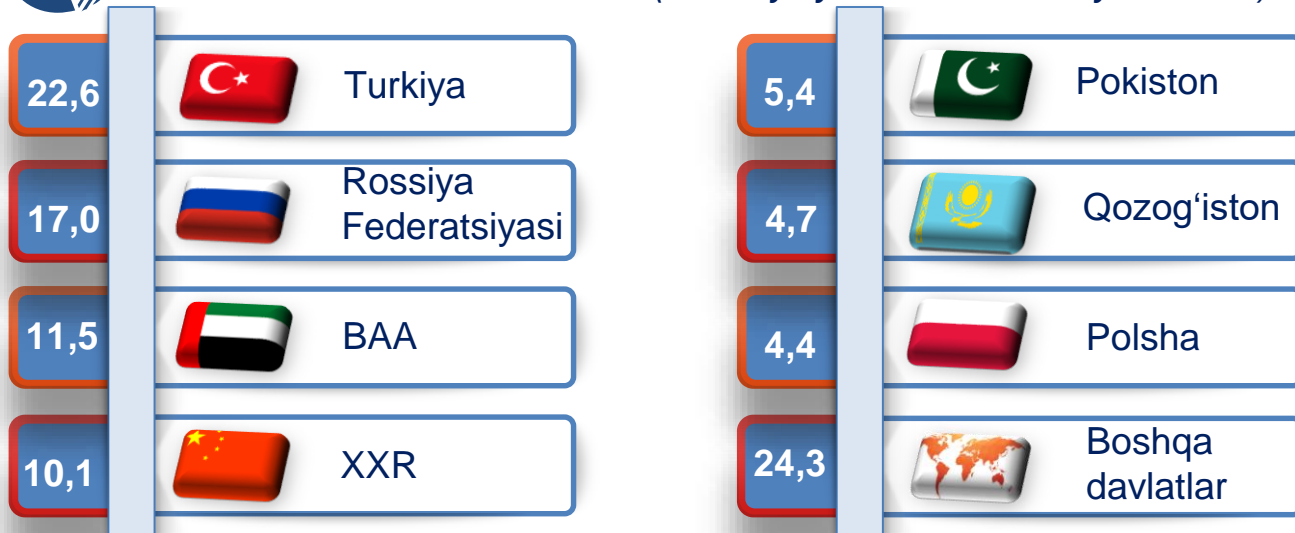 22,6
Turkiya
17,0
Rossiya
Federatsiyasi
11,5
BAA
10,1
XXR
5,4
Pokiston
4,7
Qozog‘iston
4,4
Polsha
24,3
Boshqa
davlatlar